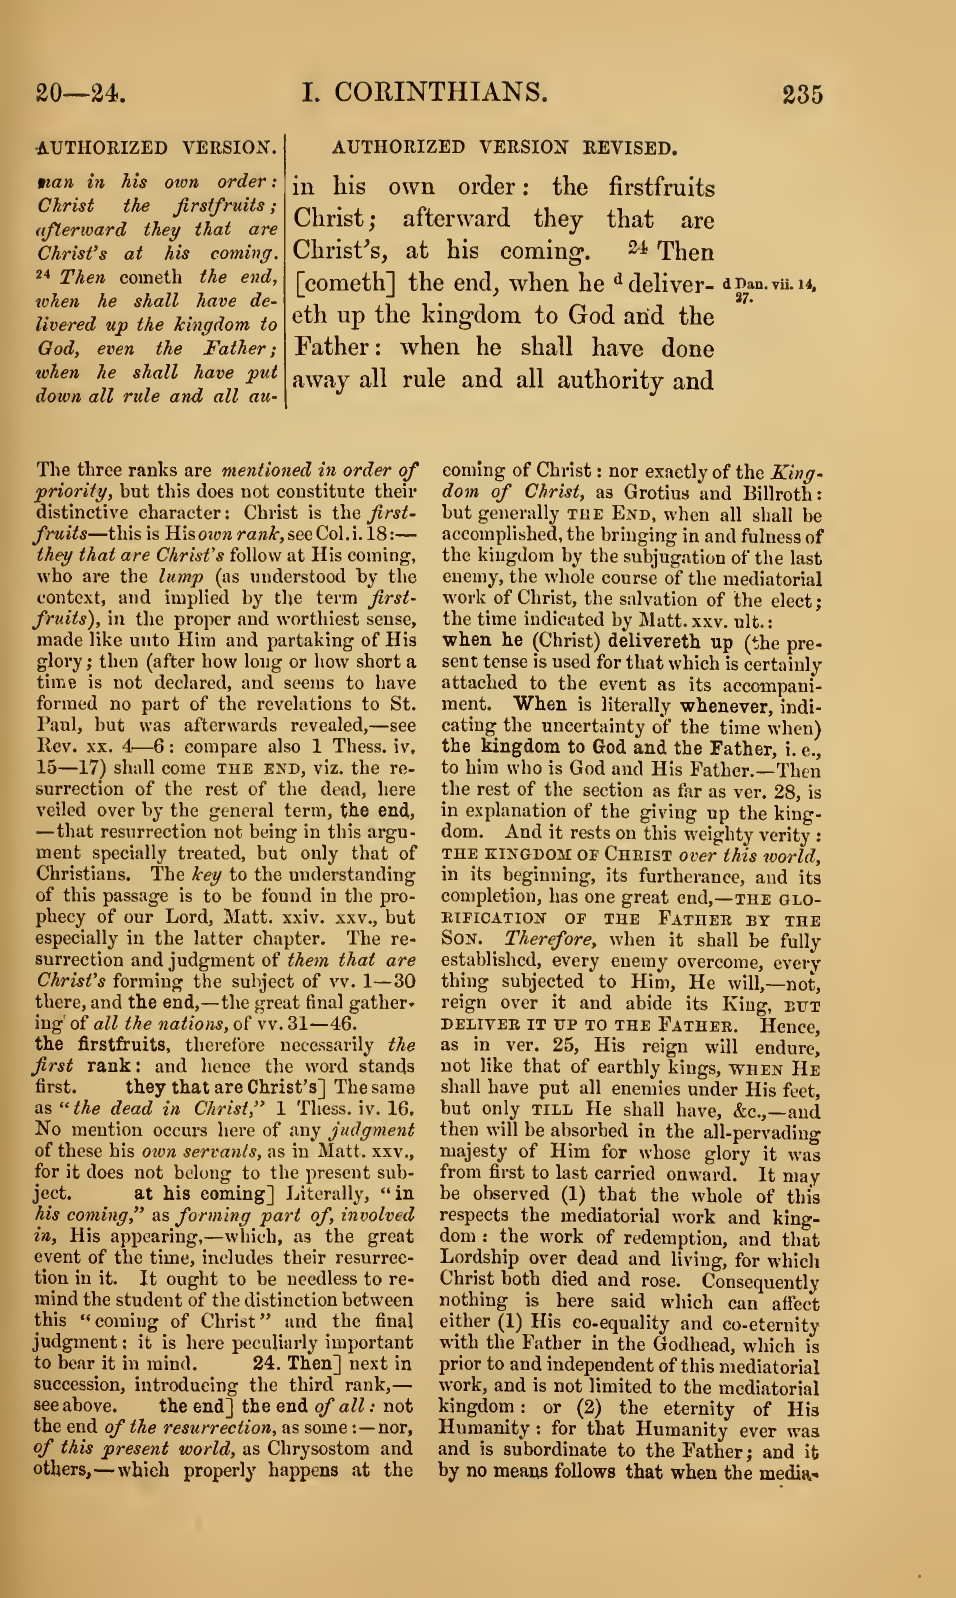 20—24.
I. CORINTHIANS.
235
AUTHORIZED VERSION.
man in his own order:
Christ the firstfruits;
afterward they that are
Christ's at his coming.
24 Then cometh the end,
when he shall have de-
livered up the kingdom to
God, even the Father;
when he shall have put
down all rule and all au-
AUTHORIZED VERSION REVISED.
in his own order: the firstfruits
Christ; afterward they that are
Christ's, at his coming. 24 Then
[cometh] the end, when he d deliver-
eth up the kingdom to God and the
Father: when he shall have done
away all rule and all authority and
d Dan. vii. 14,
27.
The three ranks are mentioned in order of
priority, but this does not constitute their
distinctive character: Christ is the first-
fruits—this is His own rank, see Col. i. 18:—
they that are Christ's follow at His coming,
who are the lump (as understood by the
context, and implied by the term first-
fruits), in the proper and worthiest sense,
made like unto Him and partaking of His
glory; then (after how long or how short a
time is not declared, and seems to have
formed no part of the revelations to St.
Paul, but was afterwards revealed,—see
Rev. xx. 4—6: compare also 1 Thess. iv.
15—17) shall come THE END, viz. the re-
surrection of the rest of the dead, here
veiled over by the general term, the end,
—that resurrection not being in this argu-
ment specially treated, but only that of
Christians. The key to the understanding
of this passage is to be found in the pro-
phecy of our Lord, Matt. xxiv. xxv., but
especially in the latter chapter. The re-
surrection and judgment of them that are
Christ's forming the subject of vv. 1—30
there, and the end,—the great final gather-
ing of all the nations, of vv. 31—46.
the firstfruits, therefore necessarily the
first rank: and hence the word stands
first. they that are Christ's] The same
as "the dead in Christ," 1 Thess. iv. 16.
No mention occurs here of any judgment
of these his own servants, as in Matt. xxv.,
for it does not belong to the present sub-
ject. at his coming] Literally, "in
his coming," as forming part of, involved
in, His appearing,—which, as the great
event of the time, includes their resurrec-
tion in it. It ought to be needless to re-
mind the student of the distinction between
this "coming of Christ" and the final
judgment: it is here peculiarly important
to bear it in mind. 24. Then] next in
succession, introducing the third rank,—
see above. the end] the end of all: not
the end of the resurrection, as some:—nor,
of this present world, as Chrysostom and
others,—which properly happens at the
coming of Christ: nor exactly of the King-
dom of Christ, as Grotius and Billroth:
but generally THE END, when all shall be
accomplished, the bringing in and fulness of
the kingdom by the subjugation of the last
enemy, the whole course of the mediatorial
work of Christ, the salvation of the elect;
the time indicated by Matt. xxv. ult.:
when he (Christ) delivereth up (the pre-
sent tense is used for that which is certainly
attached to the event as its accompani-
ment. When is literally whenever, indi-
cating the uncertainty of the time when)
the kingdom to God and the Father, i. e.,
to him who is God and His Father.—Then
the rest of the section as far as ver. 28, is
in explanation of the giving up the king-
dom. And it rests on this weighty verity:
THE KINGDOM OF CHRIST over this world,
in its beginning, its furtherance, and its
completion, has one great end,—THE GLO-
RIFICATION OF THE FATHER BY THE
SON. Therefore, when it shall be fully
established, every enemy overcome, every
thing subjected to Him, He will,—not,
reign over it and abide its King, BUT
DELIVER IT UP TO THE FATHER. Hence,
as in ver. 25, His reign will endure,
not like that of earthly kings, WHEN HE
shall have put all enemies under His feet,
but only TILL He shall have, &c.,—and
then will be absorbed in the all-pervading
majesty of Him for whose glory it was
from first to last carried onward. It may
be observed (1) that the whole of this
respects the mediatorial work and king-
dom: the work of redemption, and that
Lordship over dead and living, for which
Christ both died and rose. Consequently
nothing is here said which can affect
either (1) His co-equality and co-eternity
with the Father in the Godhead, which is
prior to and independent of this mediatorial
work, and is not limited to the mediatorial
kingdom: or (2) the eternity of His
Humanity: for that Humanity ever was
and is subordinate to the Father; and it
by no means follows that when the media-